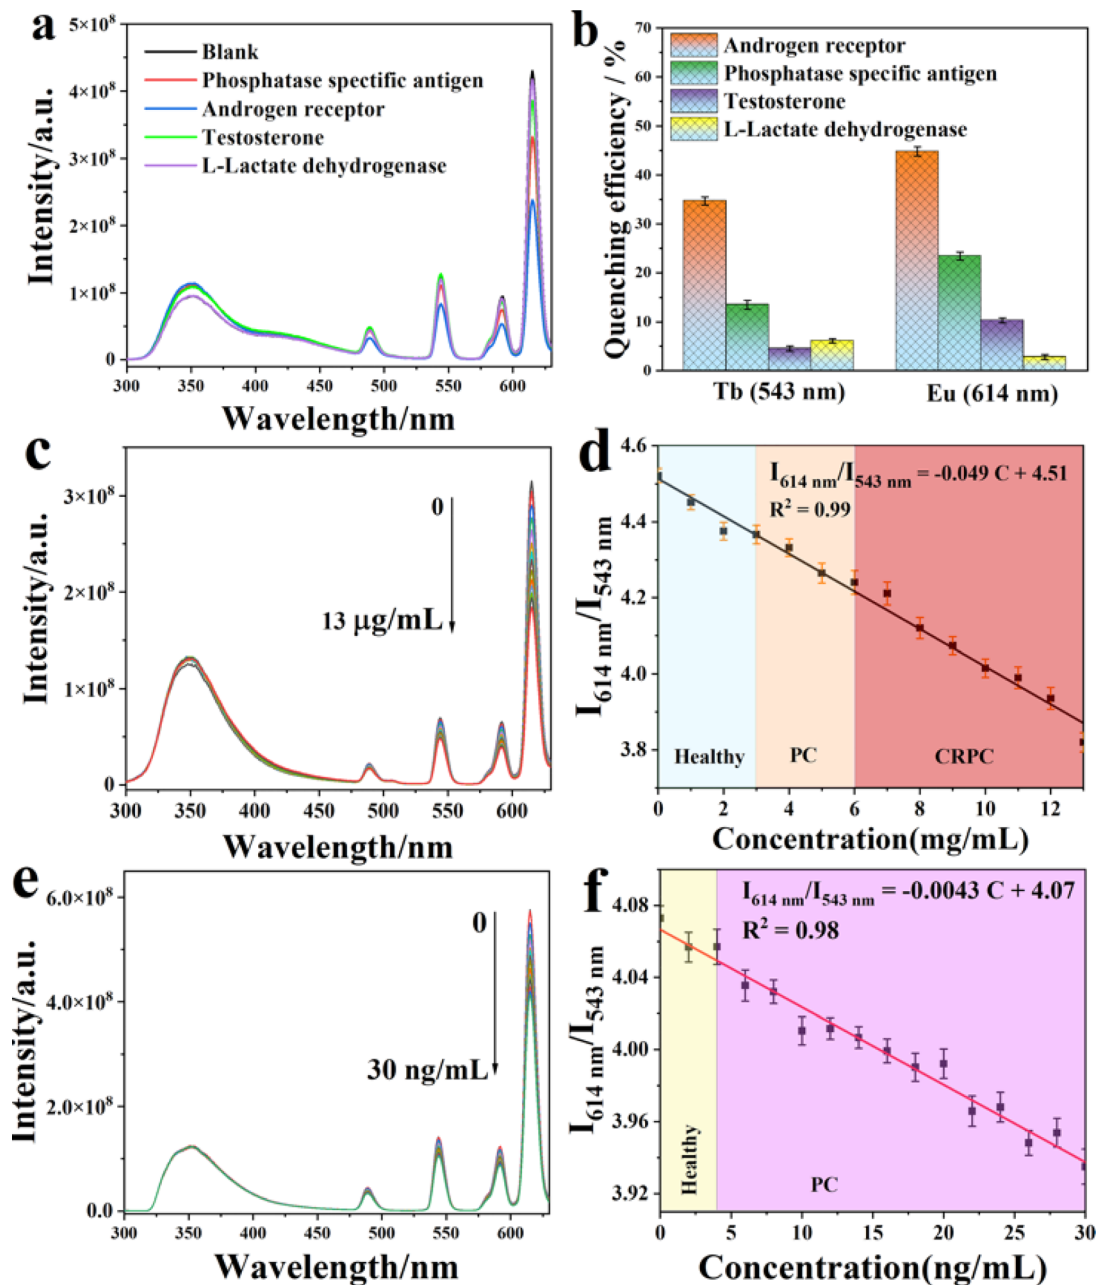 a
Blank
Phosphatase spectific antigen
Androgen receptor
Testosterone
L-Lactate dehydrogenase
Intensity/a.u.
4×10⁸
3×10⁸
2×10⁸
1×10⁸
0
300 350 400 450 500 550 600
Wavelength/nm
b
Androgen receptor
Phosphatase specific antigen
Testosterone
L-Lactate dehydrogenase
Quenching efficiency / %
70
60
50
40
30
20
10
0
Tb (543 nm) Eu (614 nm)
5×10⁸
c
0
13 μg/mL
Intensity/a.u.
3×10⁸
2×10⁸
1×10⁸
0
300 350 400 450 500 550 600
Wavelength/nm
d
I₆₁₄ ₙₘ/I₅₄₃ ₙₘ = -0.049 C + 4.51
R² = 0.99
I₆₁₄ ₙₘ/I₅₄₃ ₙₘ
4.6
4.4
4.2
4.0
3.8
Healthy PC CRPC
0 2 4 6 8 10 12
Concentration(mg/mL)
e
0
30 ng/mL
Intensity/a.u.
6.0×10⁸
4.0×10⁸
2.0×10⁸
0.0
300 350 400 450 500 550 600
Wavelength/nm
f
I₆₁₄ ₙₘ/I₅₄₃ ₙₘ = -0.0043 C + 4.07
R² = 0.98
I₆₁₄ ₙₘ/I₅₄₃ ₙₘ
4.08
4.04
4.00
3.96
3.92
Healthy
PC
0 5 10 15 20 25 30
Concentration(ng/mL)